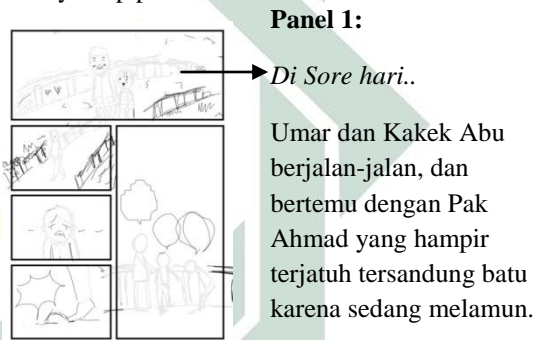 Panel 1:
Di Sore hari..
Umar dan Kakek Abu
berjalan-jalan, dan
bertemu dengan Pak
Ahmad yang hampir
terjatuh tersandung batu
karena sedang melamun.